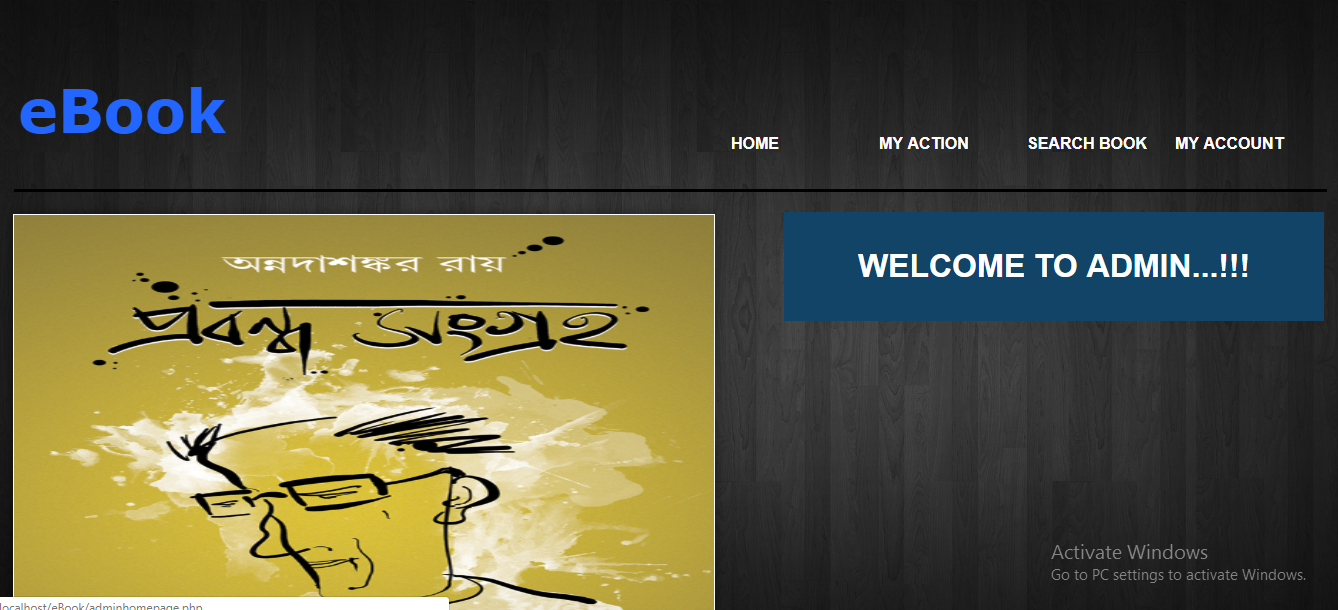 eBook
HOME
MY ACTION
SEARCH BOOK
MY ACCOUNT
অন্নদাশঙ্কর রায়
প্রবন্ধ সংগ্রহ
WELCOME TO ADMIN...!!!
Activate Windows
Go to PC settings to activate Windows.
localhost/eBook/adminhomepage.php